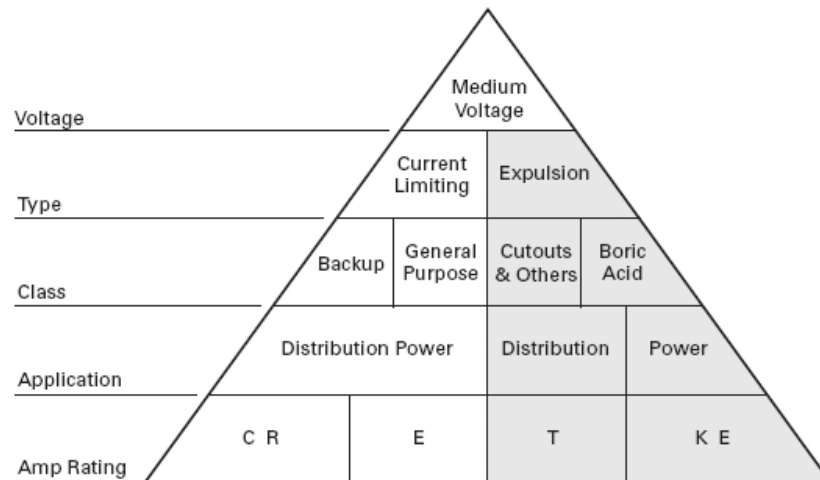 Medium
Voltage
Voltage
Current
Limiting
Expulsion
Type
Backup
General
Purpose
Cutouts
& Others
Boric
Acid
Class
Distribution Power
Distribution
Power
Application
C R
E
T
K E
Amp Rating